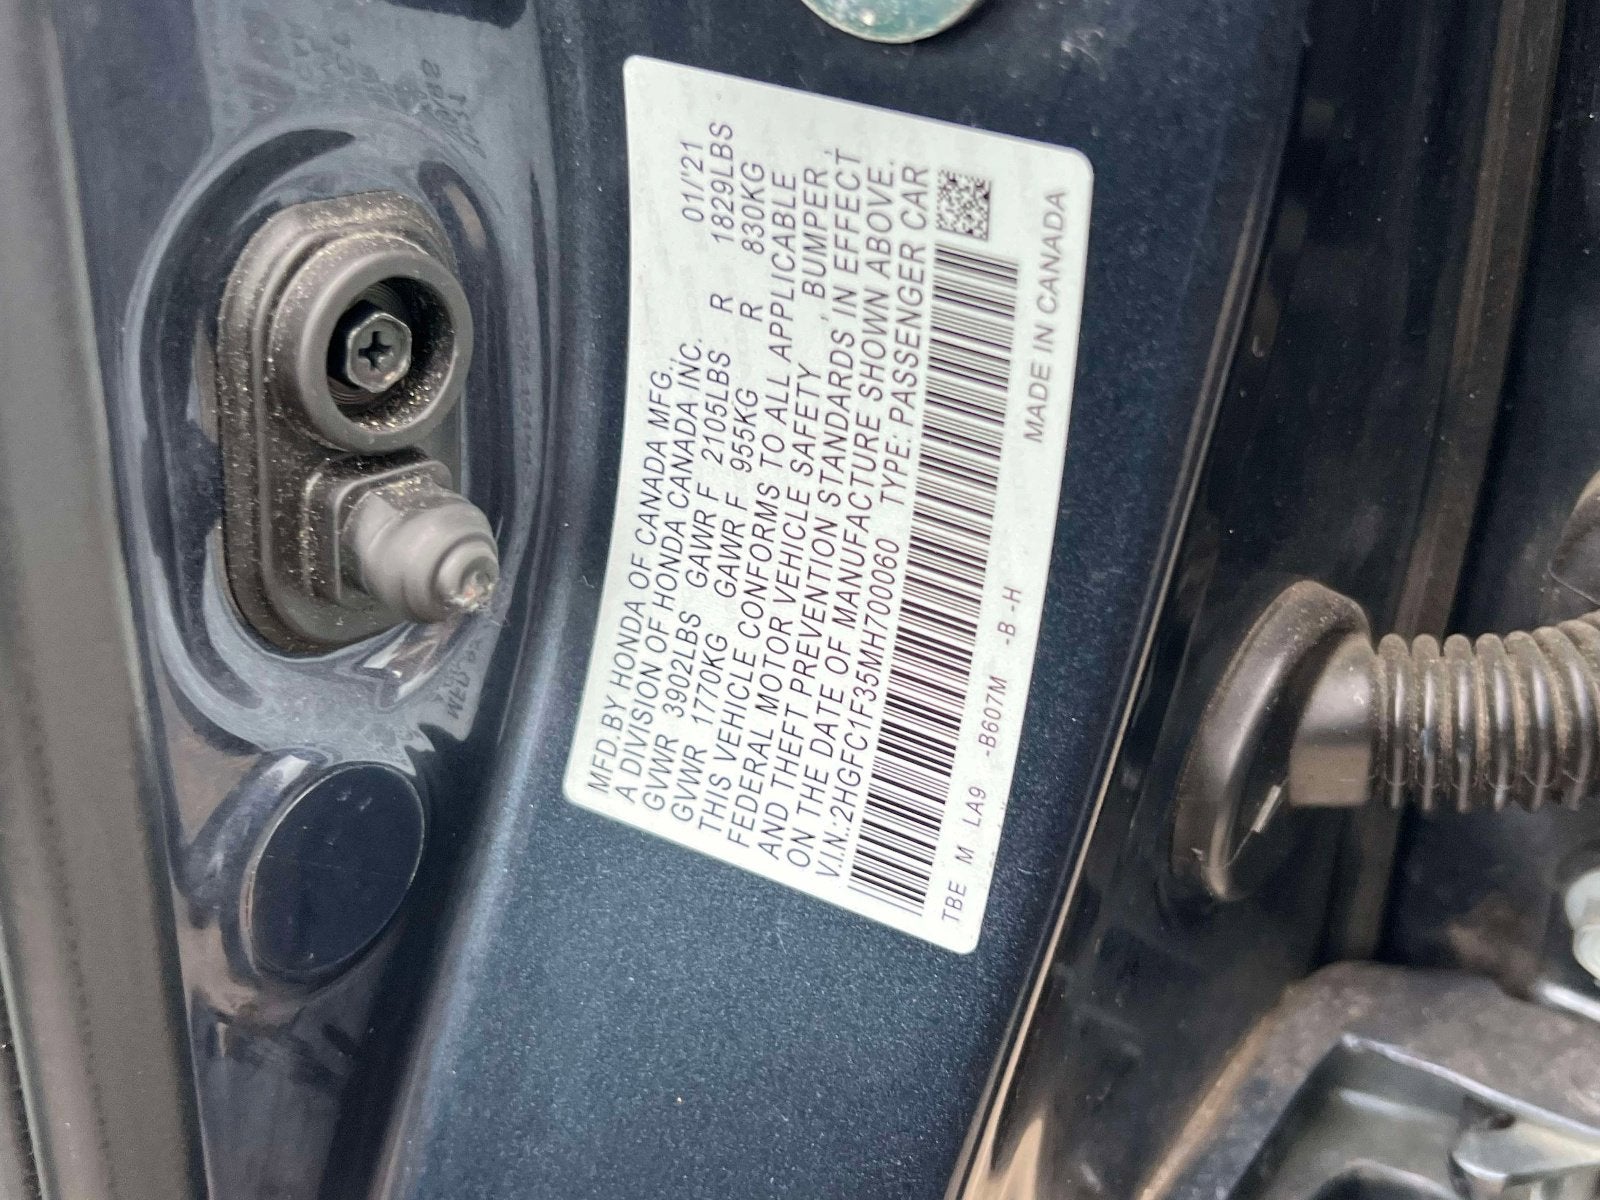 MFD.BY HONDA OF CANADA MFG., 01/'21
A DIVISION OF HONDA CANADA INC.
GVWR 3902LBS GAWR F 2105LBS R 1829LBS
GVWR 1770KG GAWR F 955KG R 830KG
THIS VEHICLE CONFORMS TO ALL APPLICABLE
FEDERAL MOTOR VEHICLE SAFETY, BUMPER,
AND THEFT PREVENTION STANDARDS IN EFFECT
ON THE DATE OF MANUFACTURE SHOWN ABOVE.
V.I.N.:2HGFC1F35MH700060 TYPE: PASSENGER CAR
TBE M LA9 -B607M -B -H
MADE IN CANADA